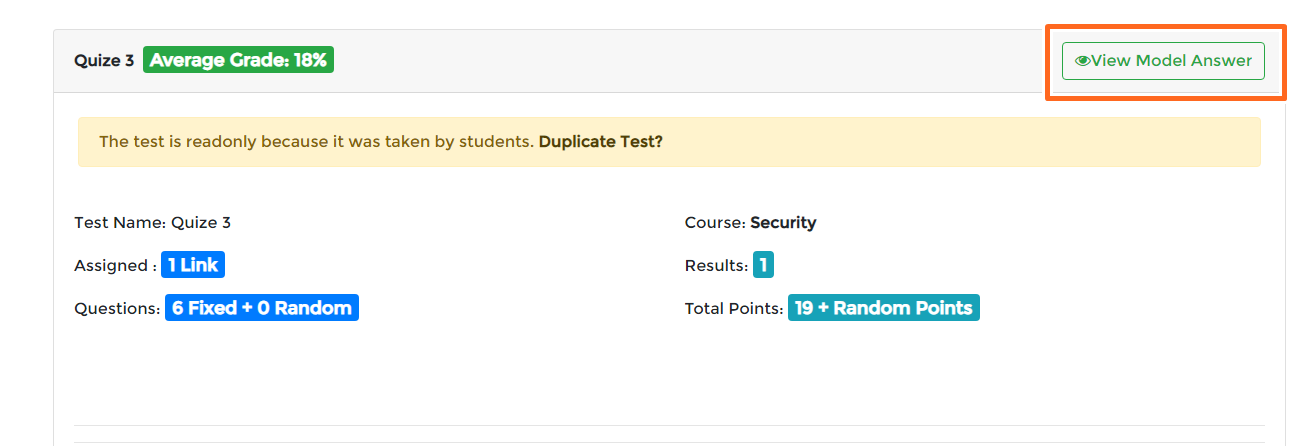 Quize 3 Average Grade: 18%
View Model Answer
The test is readonly because it was taken by students. Duplicate Test?
Test Name: Quize 3
Course: Security
Assigned : 1 Link
Results: 1
Questions: 6 Fixed + 0 Random
Total Points: 19 + Random Points